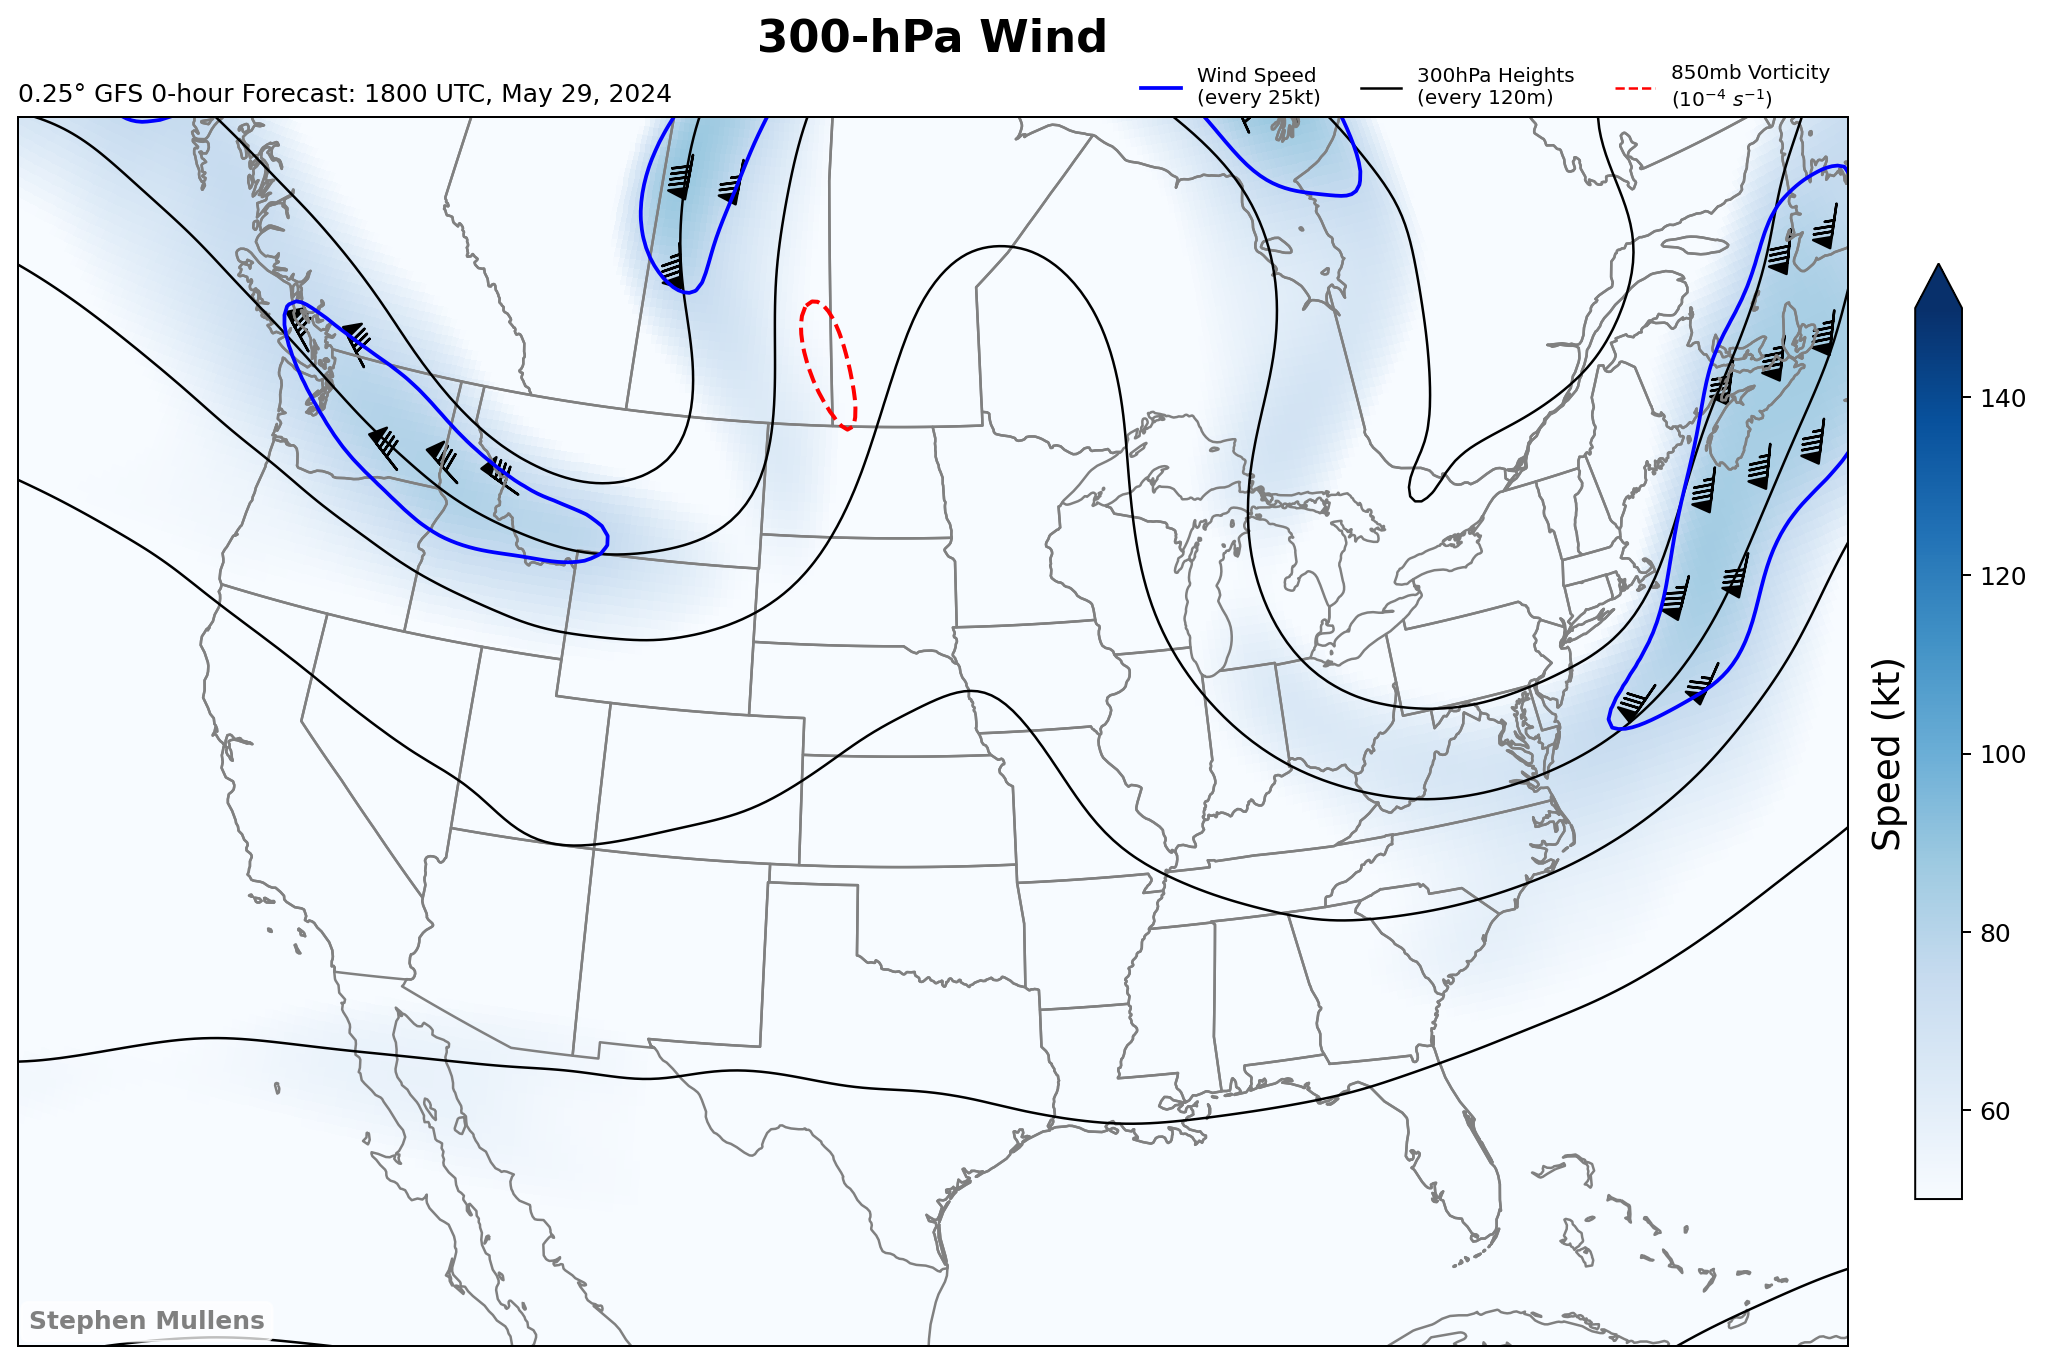 300-hPa Wind
0.25° GFS 0-hour Forecast: 1800 UTC, May 29, 2024
Wind Speed
(every 25kt)
300hPa Heights
(every 120m)
850mb Vorticity
(10⁻⁴ s⁻¹)
140
120
100
80
60
Speed (kt)
Stephen Mullens